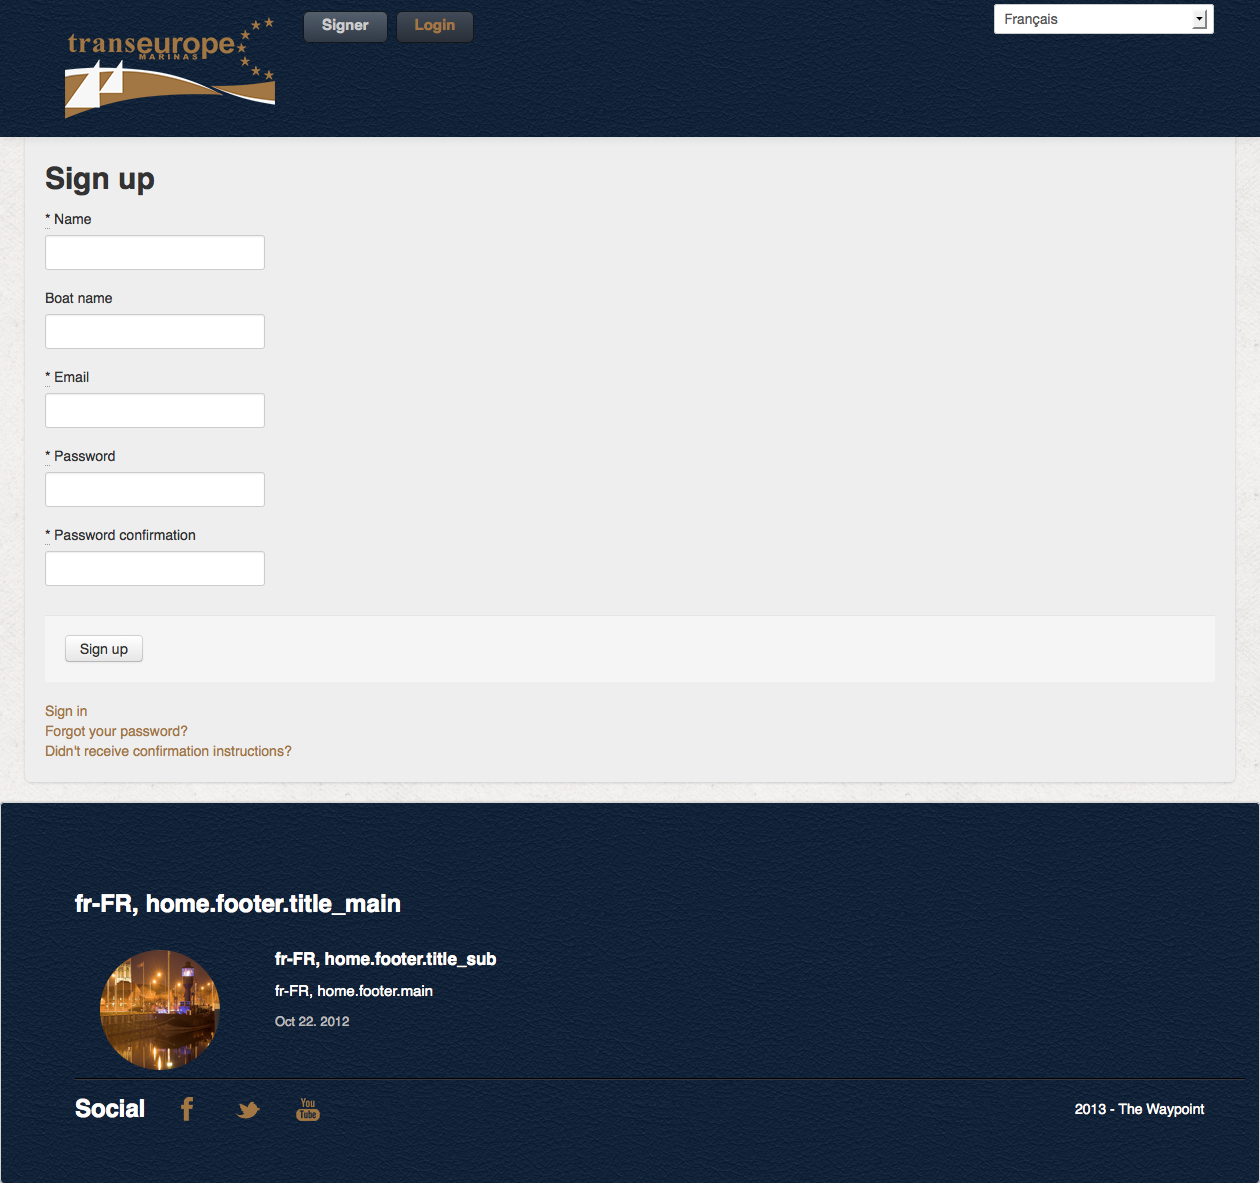 transeurope
MARINAS
Signer
Login
Français
Sign up
* Name
Boat name
* Email
* Password
* Password confirmation
Sign up
Sign in
Forgot your password?
Didn't receive confirmation instructions?
fr-FR, home.footer.title_main
fr-FR, home.footer.title_sub
fr-FR, home.footer.main
Oct 22. 2012
Social
You
Tube
2013 - The Waypoint